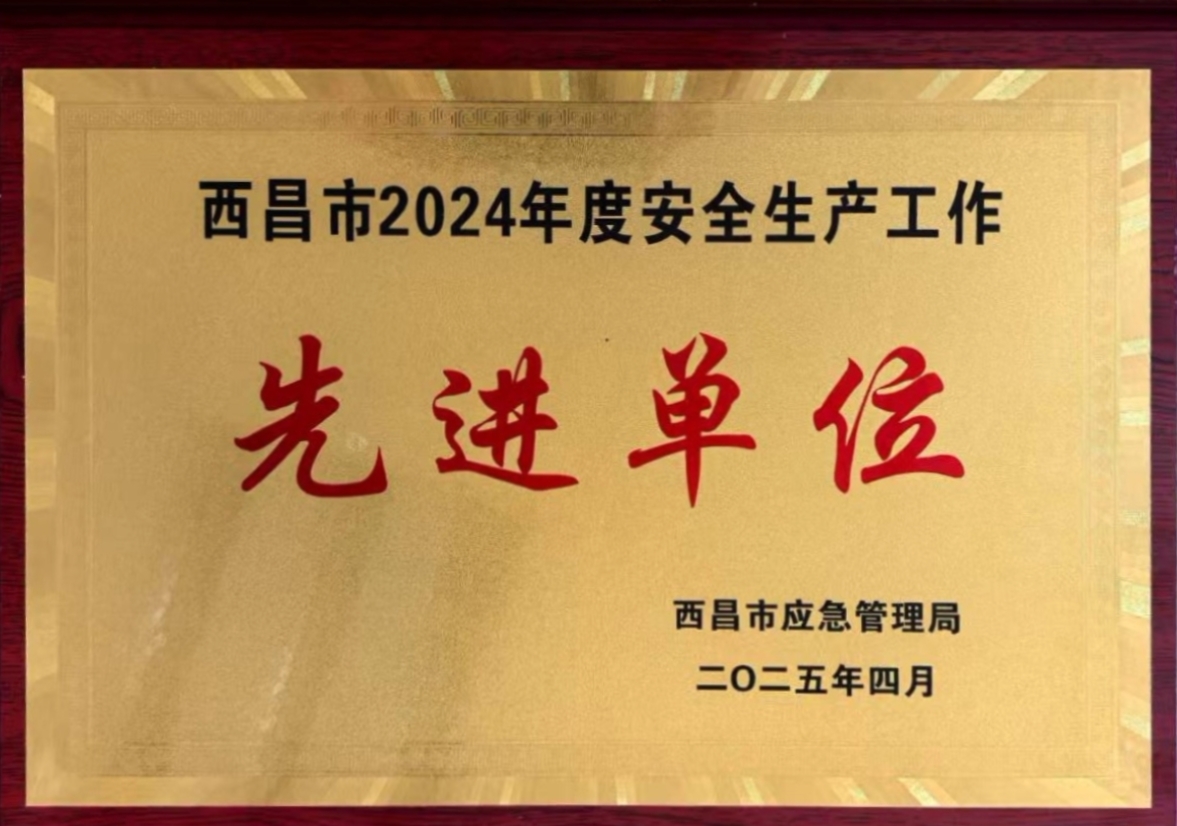 西昌市2024年度安全生产工作
先进单位
西昌市应急管理局
二〇二五年四月